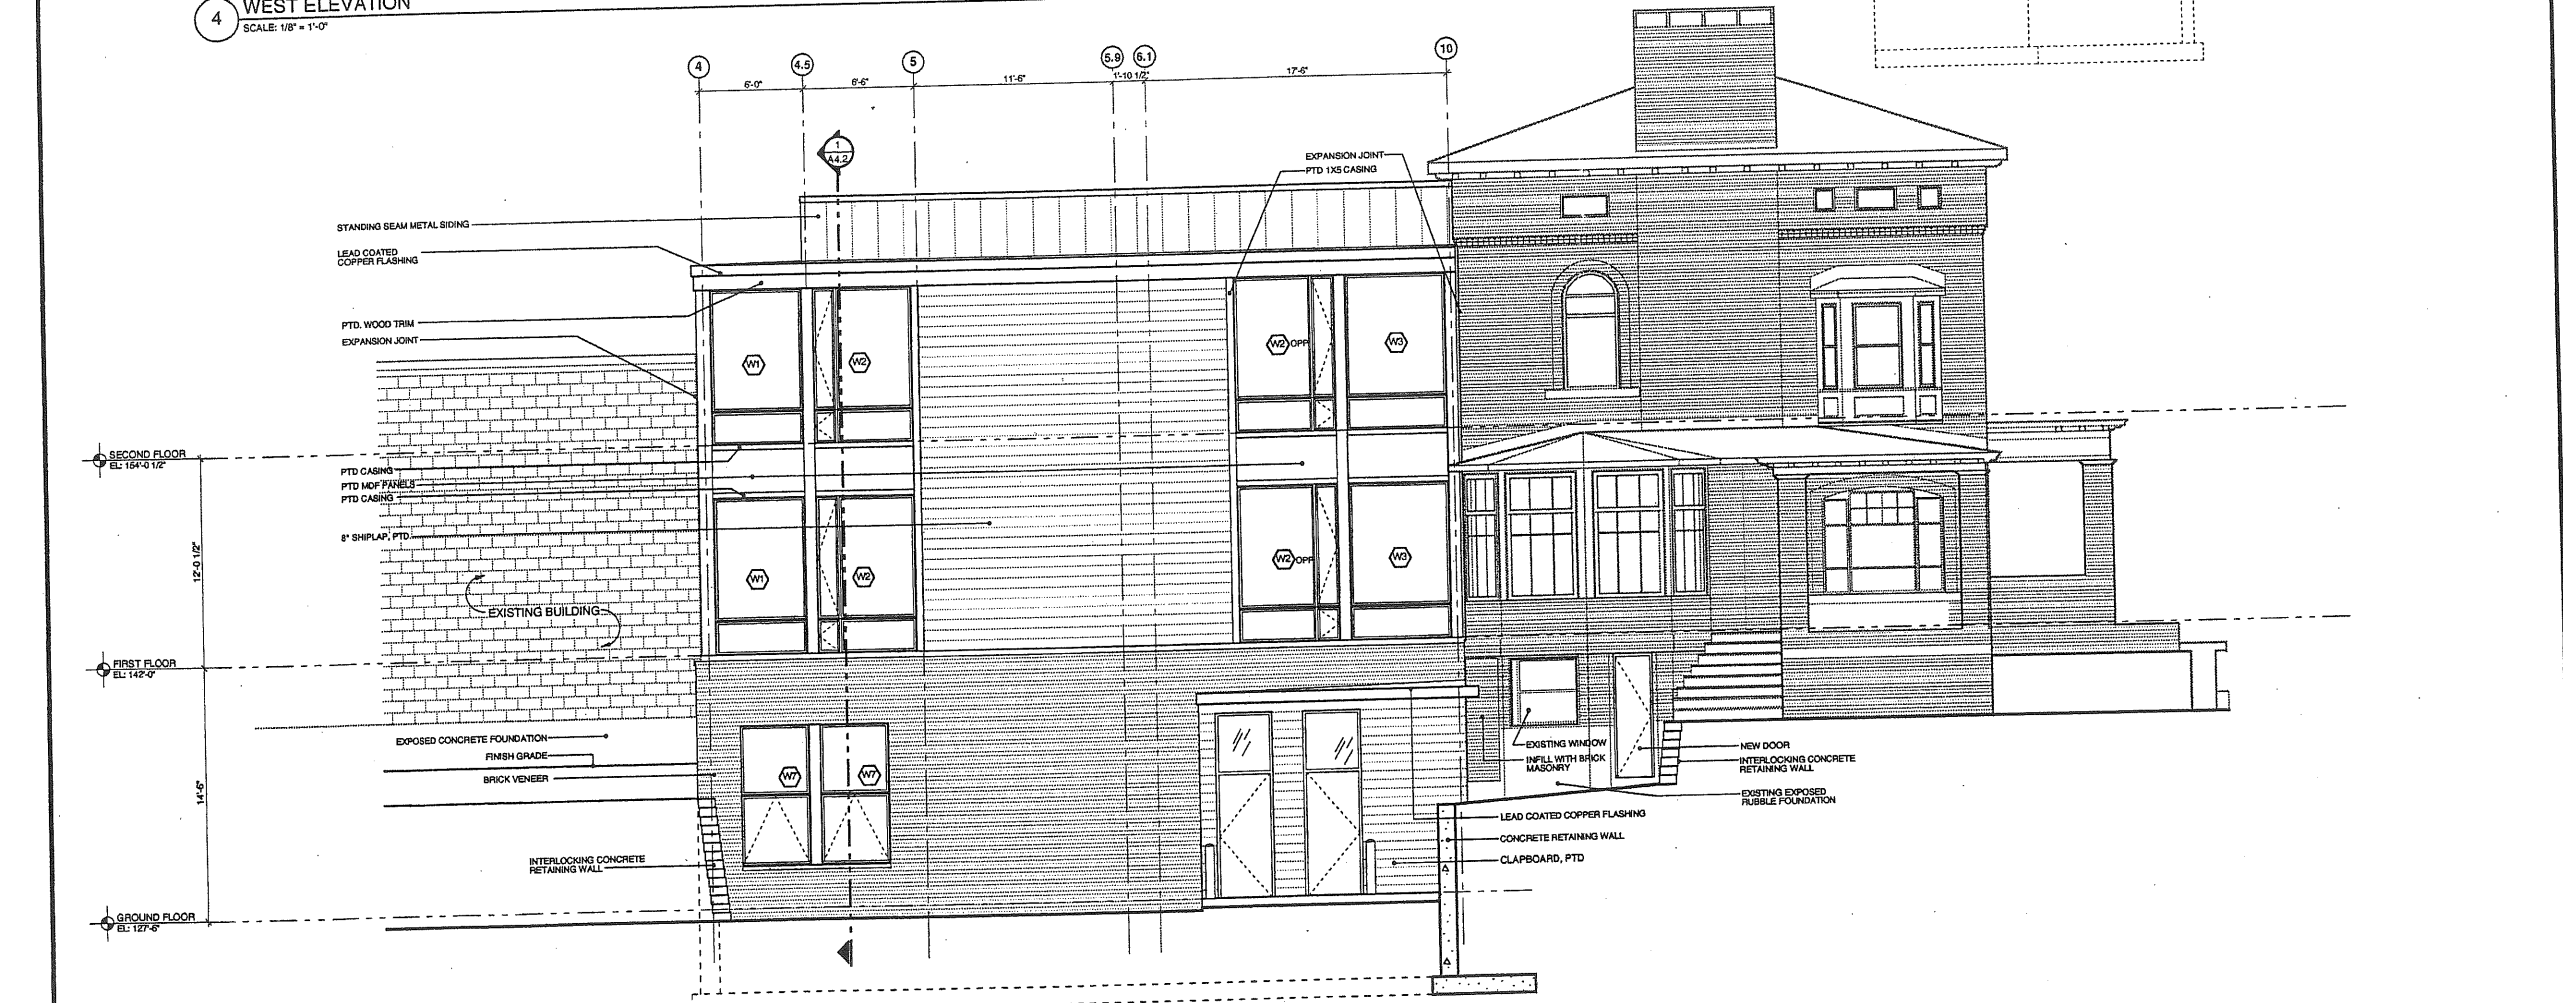 4
WEST ELEVATION
SCALE: 1/8" = 1'-0"
4
4.5
5
5.9
6.1
10
6'-0"
6'-6"
11'-6"
1'-10 1/2"
17'-6"
1
A4.2
EXPANSION JOINT
PTD 1X5 CASING
STANDING SEAM METAL SIDING
LEAD COATED
COPPER FLASHING
PTD. WOOD TRIM
EXPANSION JOINT
W1
W2
W2 OPP
W3
SECOND FLOOR
EL: 154'-0 1/2"
PTD CASING
PTD MDF PANELS
PTD CASING
8" SHIPLAP, PTD.
12'-0 1/2"
W1
W2
W2 OPP
W3
EXISTING BUILDING
FIRST FLOOR
EL: 142'-0"
EXPOSED CONCRETE FOUNDATION
FINISH GRADE
BRICK VENEER
14'-6"
W7
W7
EXISTING WINDOW
INFILL WITH BRICK
MASONRY
NEW DOOR
INTERLOCKING CONCRETE
RETAINING WALL
EXISTING EXPOSED
RUBBLE FOUNDATION
LEAD COATED COPPER FLASHING
CONCRETE RETAINING WALL
CLAPBOARD, PTD
INTERLOCKING CONCRETE
RETAINING WALL
GROUND FLOOR
EL: 127'-6"